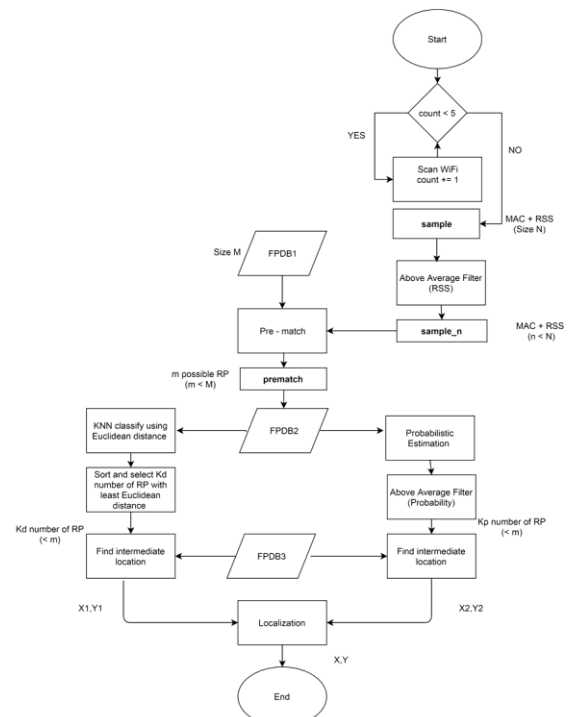 Start
count < 5
YES
NO
Scan WiFi
count += 1
sample
MAC + RSS
(Size N)
Size M
FPDB1
Above Average Filter
(RSS)
Pre - match
sample_n
MAC + RSS
(n < N)
m possible RP
(m < M)
prematch
FPDB2
KNN classify using
Euclidean distance
Probabilistic
Estimation
Sort and select Kd
number of RP with
least Euclidean
distance
Above Average Filter
(Probability)
Kd number of RP
(< m)
Kp number of RP
(< m)
Find intermediate
location
FPDB3
Find intermediate
location
X1,Y1
X2,Y2
Localization
X,Y
End